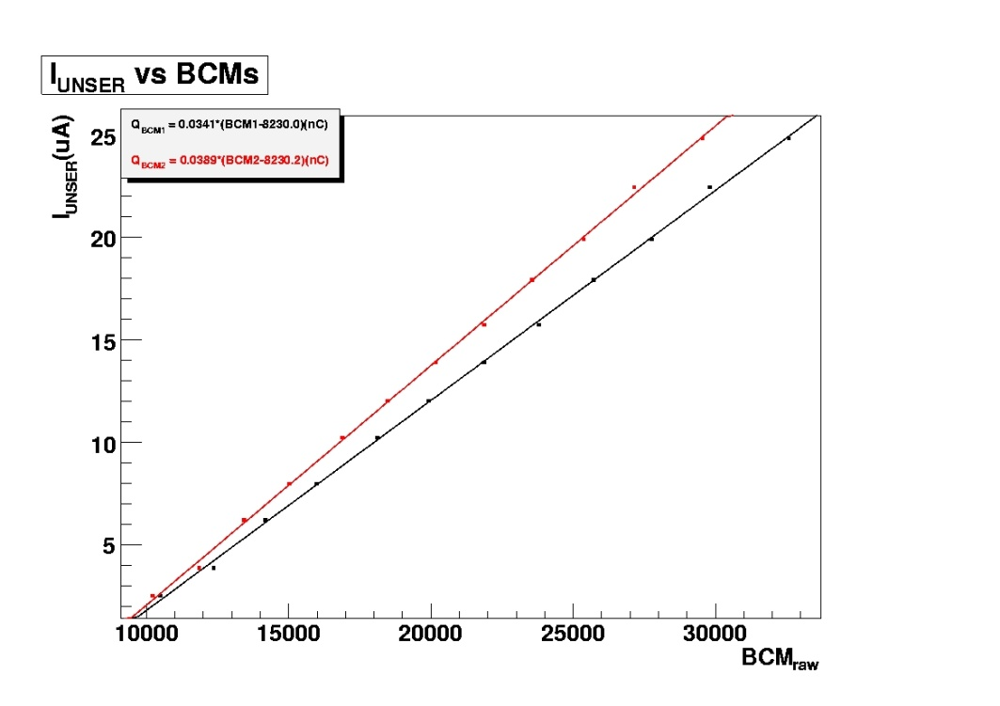 I_UNSER vs BCMs
Q_BCM1 = 0.0341*(BCM1-8230.0)(nC)
Q_BCM2 = 0.0389*(BCM2-8230.2)(nC)
I_UNSER(uA)
25
20
15
10
5
10000 15000 20000 25000 30000
BCM_raw